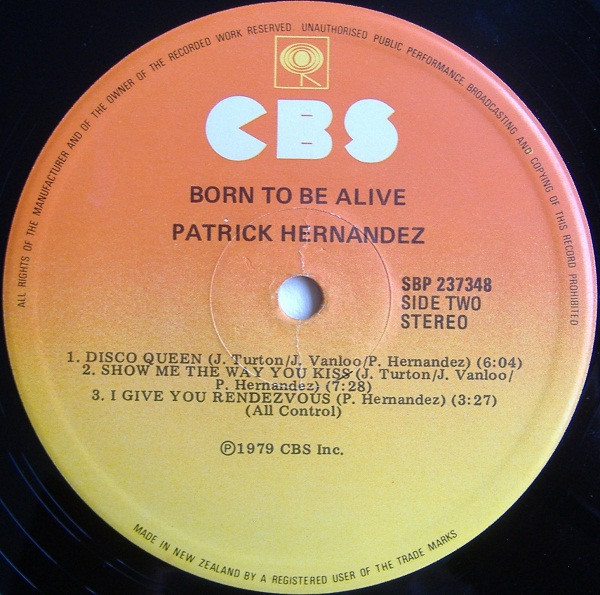 ALL RIGHTS OF THE MANUFACTURER AND OF THE OWNER OF THE RECORDED WORK RESERVED UNAUTHORISED PUBLIC PERFORMANCE, BROADCASTING AND COPYING OF THIS RECORD PROHIBITED
CBS
BORN TO BE ALIVE
PATRICK HERNANDEZ
SBP 237348
SIDE TWO
STEREO
1. DISCO QUEEN (J. Turton/J. Vanloo/P. Hernandez) (6:04)
2. SHOW ME THE WAY YOU KISS (J. Turton/J. Vanloo/
P. Hernandez) (7:28)
3. I GIVE YOU RENDEZVOUS (P. Hernandez) (3:27)
(All Control)
Ⓟ1979 CBS Inc.
MADE IN NEW ZEALAND BY A REGISTERED USER OF THE TRADE MARKS